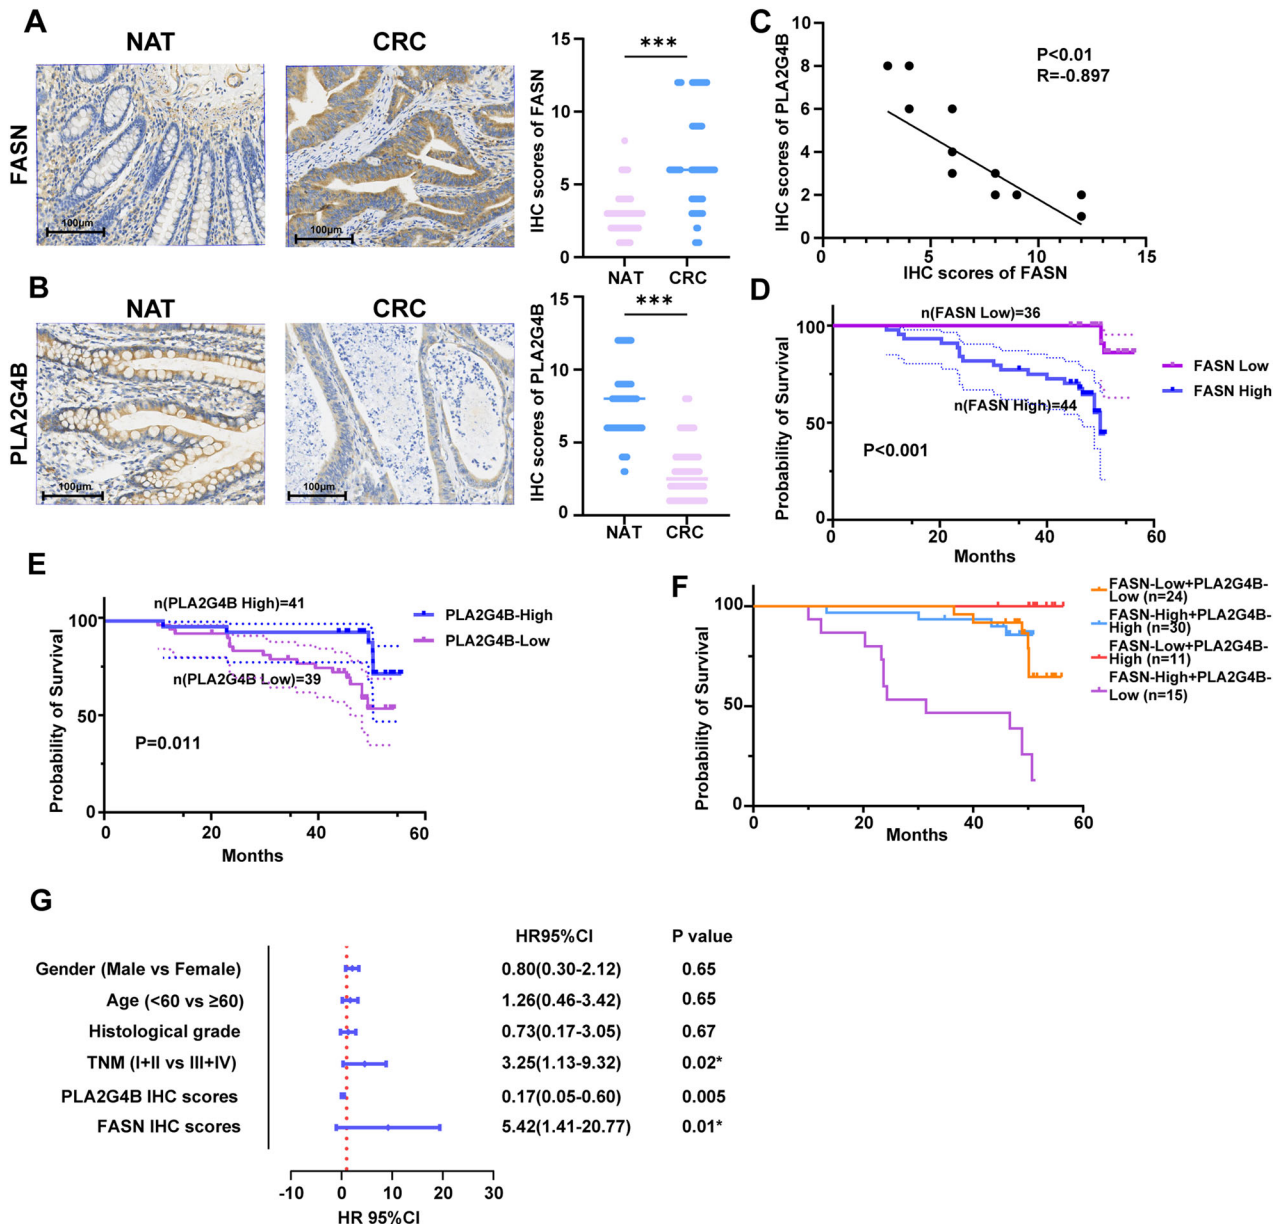 A
NAT
CRC
FASN
100μm
100μm
IHC scores of FASN
15
10
5
0
***
NAT
CRC
C
IHC scores of PLA2G4B
10
8
6
4
2
0
P<0.01
R=-0.897
0
5
10
15
IHC scores of FASN
B
NAT
CRC
PLA2G4B
100μm
100μm
IHC scores of PLA2G4B
15
10
5
0
***
NAT
CRC
D
Probability of Survival
100
50
0
n(FASN Low)=36
n(FASN High)=44
P<0.001
FASN Low
FASN High
0
20
40
60
Months
E
Probability of Survival
100
50
0
n(PLA2G4B High)=41
n(PLA2G4B Low)=39
P=0.011
PLA2G4B-High
PLA2G4B-Low
0
20
40
60
Months
F
Probability of Survival
100
50
0
FASN-Low+PLA2G4B-
Low (n=24)
FASN-High+PLA2G4B-
High (n=30)
FASN-Low+PLA2G4B-
High (n=11)
FASN-High+PLA2G4B-
Low (n=15)
0
20
40
60
Months
G
HR95%CI P value
Gender (Male vs Female) 0.80(0.30-2.12) 0.65
Age (<60 vs ≥60) 1.26(0.46-3.42) 0.65
Histological grade 0.73(0.17-3.05) 0.67
TNM (I+II vs III+IV) 3.25(1.13-9.32) 0.02*
PLA2G4B IHC scores 0.17(0.05-0.60) 0.005
FASN IHC scores 5.42(1.41-20.77) 0.01*
-10 0 10 20 30
HR 95%CI